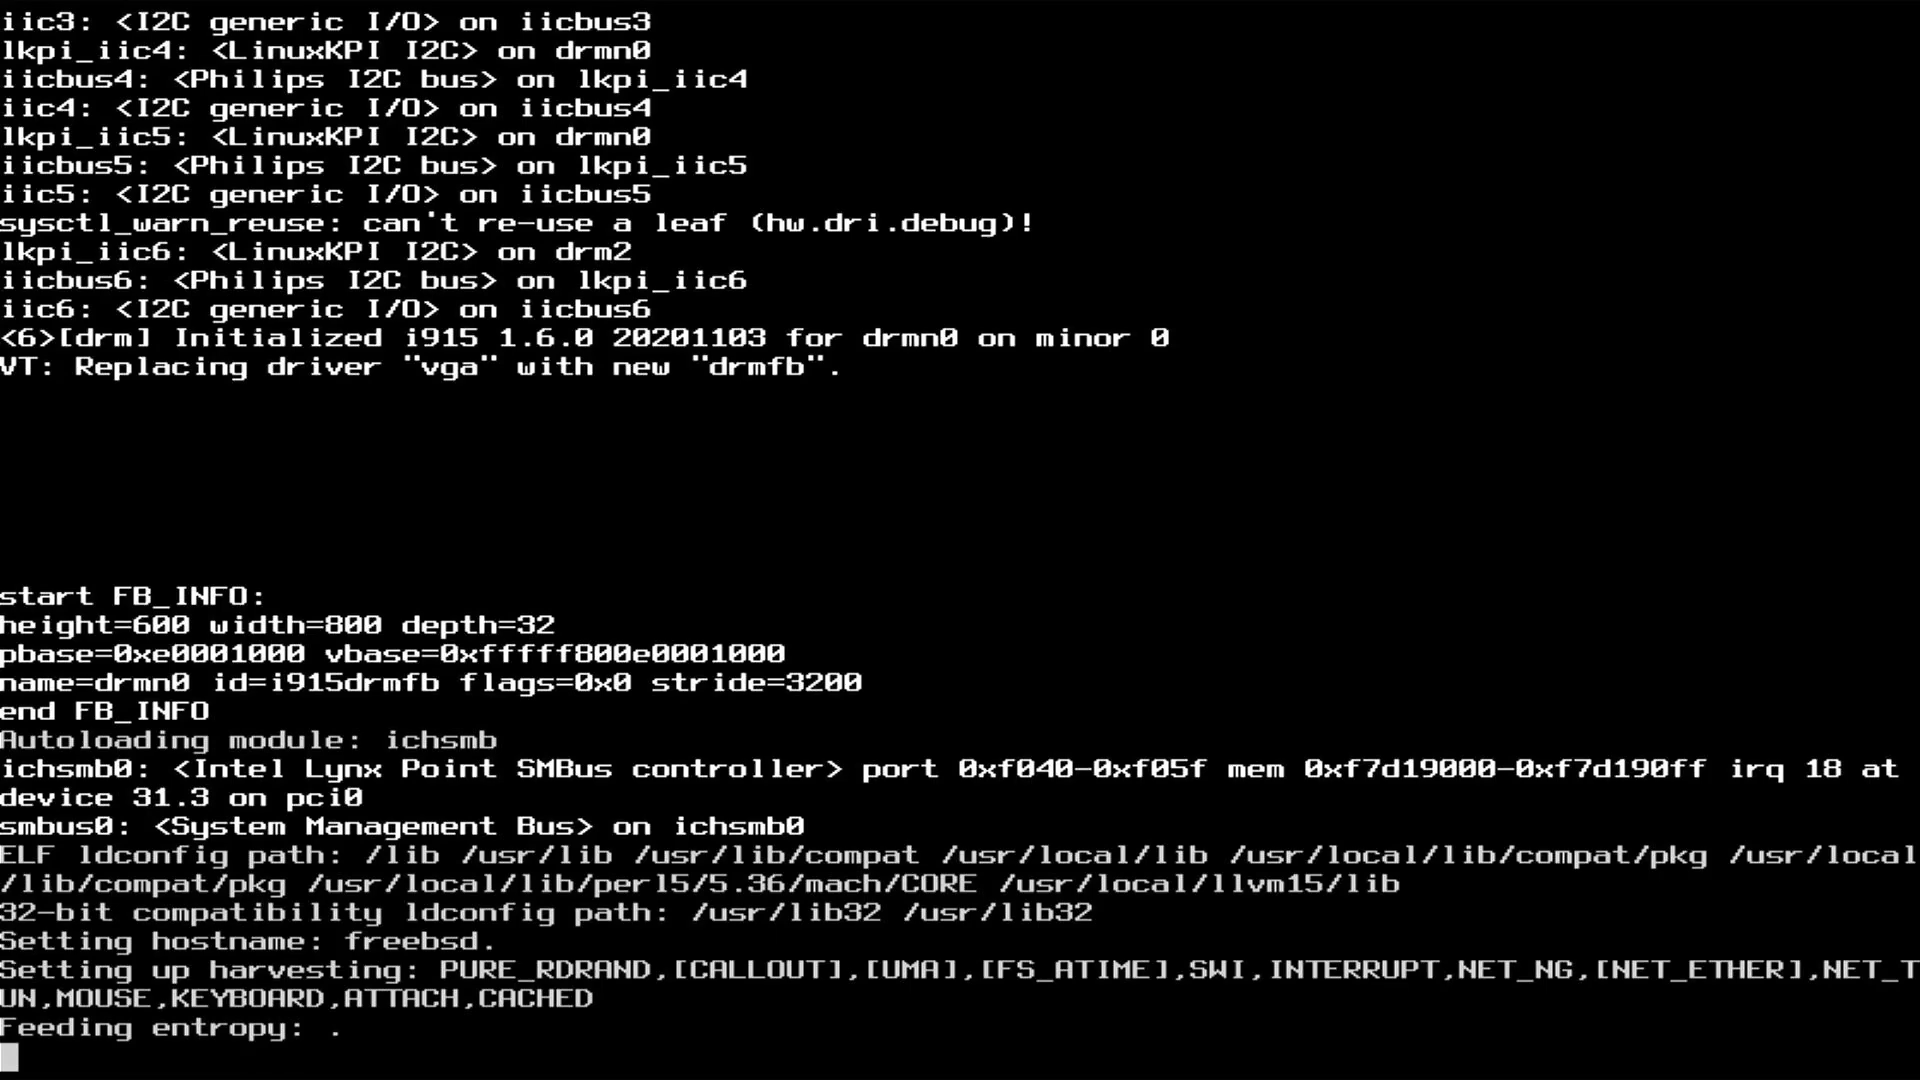 iic3: <I2C generic I/O> on iicbus3
lkpi_iic4: <LinuxKPI I2C> on drmn0
iicbus4: <Philips I2C bus> on lkpi_iic4
iic4: <I2C generic I/O> on iicbus4
lkpi_iic5: <LinuxKPI I2C> on drmn0
iicbus5: <Philips I2C bus> on lkpi_iic5
iic5: <I2C generic I/O> on iicbus5
sysctl_warn_reuse: can't re-use a leaf (hw.dri.debug)!
lkpi_iic6: <LinuxKPI I2C> on drm2
iicbus6: <Philips I2C bus> on lkpi_iic6
iic6: <I2C generic I/O> on iicbus6
<6>[drm] Initialized i915 1.6.0 20201103 for drmn0 on minor 0
VT: Replacing driver "vga" with new "drmfb".
start FB_INFO:
height=600 width=800 depth=32
pbase=0xe0001000 vbase=0xfffff800e0001000
name=drmn0 id=i915drmfb flags=0x0 stride=3200
end FB_INFO
Autoloading module: ichsmb
ichsmb0: <Intel Lynx Point SMBus controller> port 0xf040-0xf05f mem 0xf7d19000-0xf7d190ff irq 18 at
device 31.3 on pci0
smbus0: <System Management Bus> on ichsmb0
ELF ldconfig path: /lib /usr/lib /usr/lib/compat /usr/local/lib /usr/local/lib/compat/pkg /usr/local
/lib/compat/pkg /usr/local/lib/perl5/5.36/mach/CORE /usr/local/llvm15/lib
32-bit compatibility ldconfig path: /usr/lib32 /usr/lib32
Setting hostname: freebsd.
Setting up harvesting: PURE_RDRAND,[CALLOUT],[UMA],[FS_ATIME],SWI,INTERRUPT,NET_NG,[NET_ETHER],NET_T
UN,MOUSE,KEYBOARD,ATTACH,CACHED
Feeding entropy: .